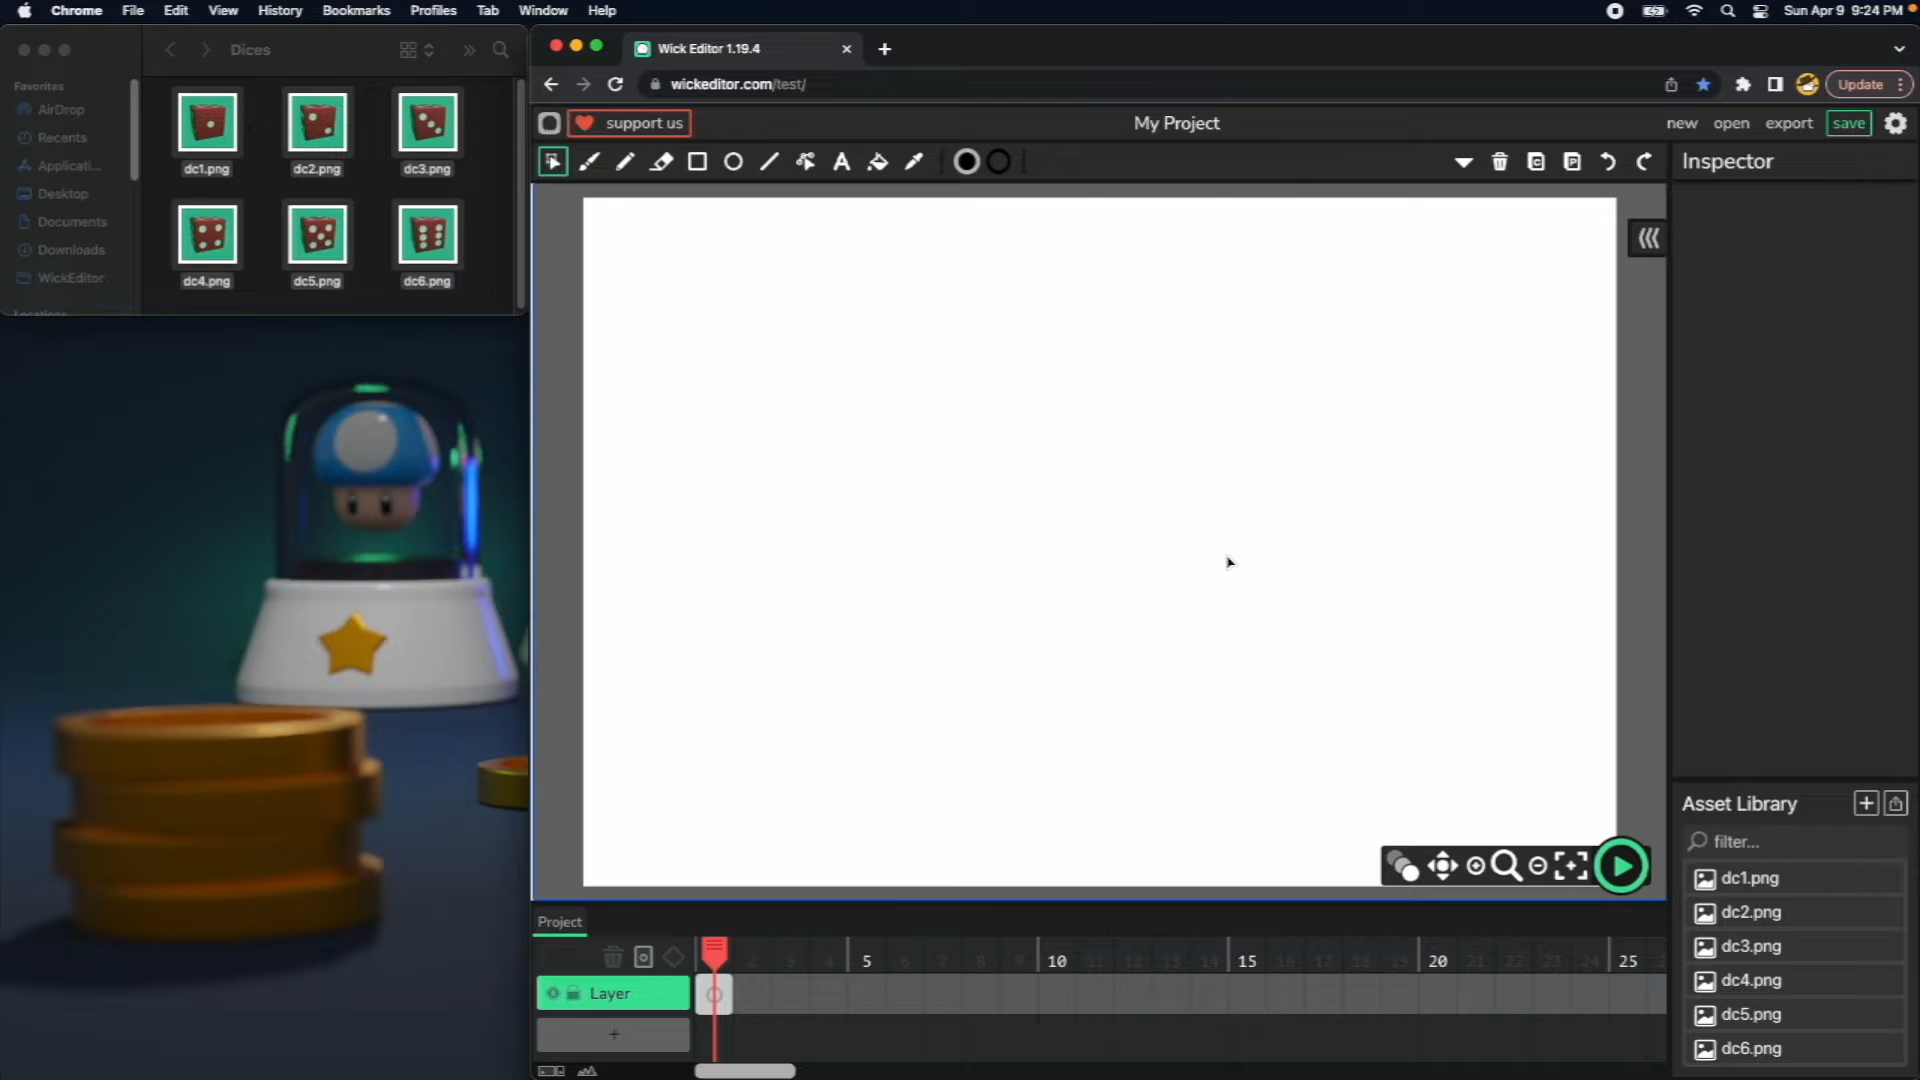 Chrome File Edit View History Bookmarks Profiles Tab Window Help Sun Apr 9 9:24 PM
Dices
Favorites
AirDrop
Recents
Applicati...
Desktop
Documents
Downloads
WickEditor
Locations
dc1.png dc2.png dc3.png
dc4.png dc5.png dc6.png
Wick Editor 1.19.4
wickeditor.com/test/
Update
support us
My Project
new open export save
A
Inspector
Asset Library
filter...
dc1.png
dc2.png
dc3.png
dc4.png
dc5.png
dc6.png
Project
5 10 15 20 25
Layer
+